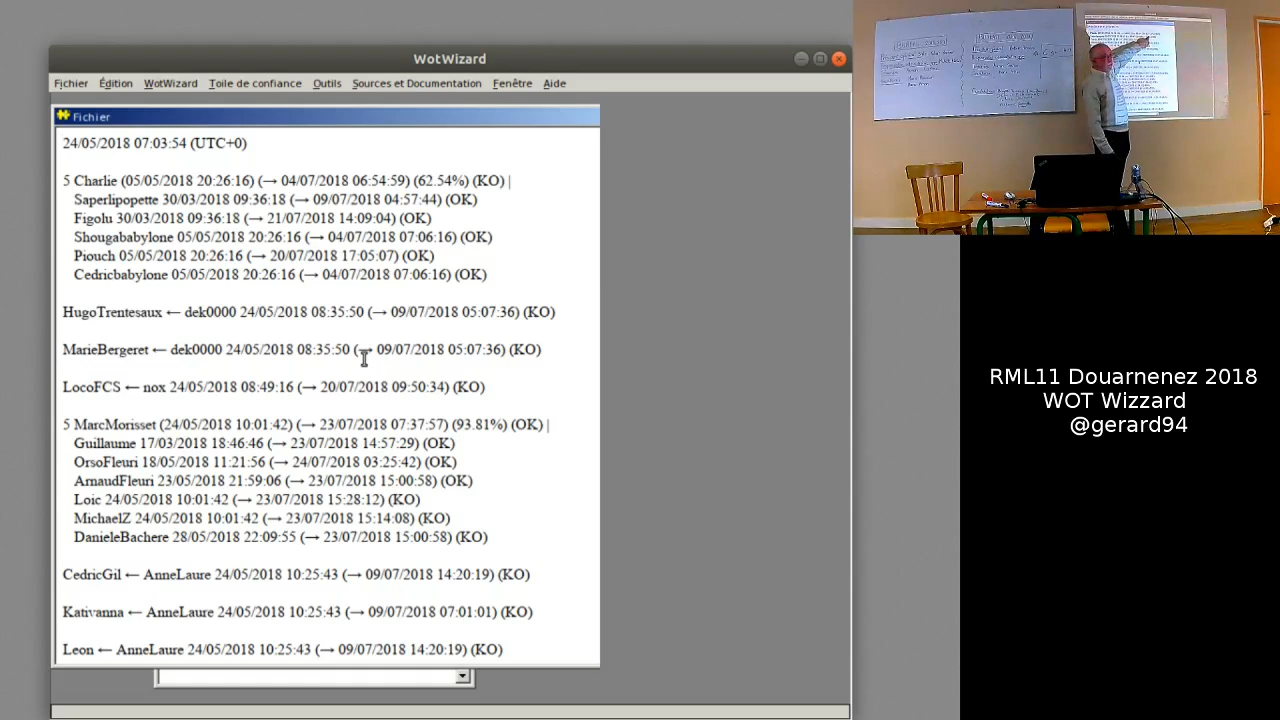 WotWizard
Fichier Édition WotWizard Toile de confiance Outils Sources et Documentation Fenêtre Aide
Fichier
24/05/2018 07:03:54 (UTC+0)
5 Charlie (05/05/2018 20:26:16) (→ 04/07/2018 06:54:59) (62.54%) (KO) |
Saperlipopette 30/03/2018 09:36:18 (→ 09/07/2018 04:57:44) (OK)
Figolu 30/03/2018 09:36:18 (→ 21/07/2018 14:09:04) (OK)
Shougababylone 05/05/2018 20:26:16 (→ 04/07/2018 07:06:16) (OK)
Piouch 05/05/2018 20:26:16 (→ 20/07/2018 17:05:07) (OK)
Cedricbabylone 05/05/2018 20:26:16 (→ 04/07/2018 07:06:16) (OK)
HugoTrentesaux ← dek0000 24/05/2018 08:35:50 (→ 09/07/2018 05:07:36) (KO)
MarieBergeret ← dek0000 24/05/2018 08:35:50 (→ 09/07/2018 05:07:36) (KO)
LocoFCS ← nox 24/05/2018 08:49:16 (→ 20/07/2018 09:50:34) (KO)
5 MarcMorisset (24/05/2018 10:01:42) (→ 23/07/2018 07:37:57) (93.81%) (OK) |
Guillaume 17/03/2018 18:46:46 (→ 23/07/2018 14:57:29) (OK)
OrsoFleuri 18/05/2018 11:21:56 (→ 24/07/2018 03:25:42) (OK)
ArnaudFleuri 23/05/2018 21:59:06 (→ 23/07/2018 15:00:58) (OK)
Loic 24/05/2018 10:01:42 (→ 23/07/2018 15:28:12) (KO)
MichaelZ 24/05/2018 10:01:42 (→ 23/07/2018 15:14:08) (KO)
DanieleBachere 28/05/2018 22:09:55 (→ 23/07/2018 15:00:58) (KO)
CedricGil ← AnneLaure 24/05/2018 10:25:43 (→ 09/07/2018 14:20:19) (KO)
Kativanna ← AnneLaure 24/05/2018 10:25:43 (→ 09/07/2018 07:01:01) (KO)
Leon ← AnneLaure 24/05/2018 10:25:43 (→ 09/07/2018 14:20:19) (KO)
RML11 Douarnenez 2018
WOT Wizzard
@gerard94